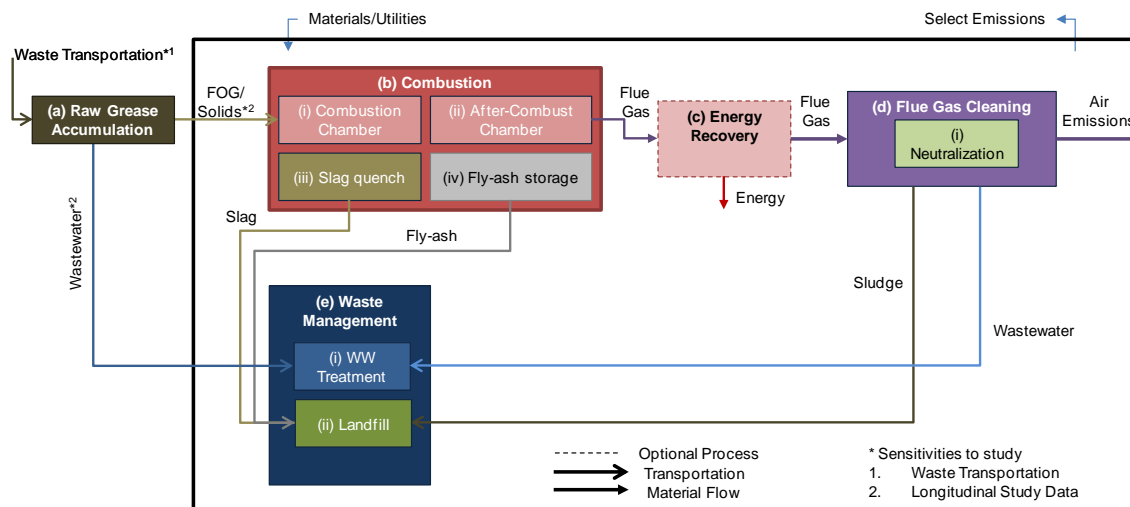 Materials/Utilities
Select Emissions
Waste Transportation*1
(a) Raw Grease
Accumulation
FOG/
Solids*2
(b) Combustion
(i) Combustion
Chamber
(ii) After-Combust
Chamber
(iii) Slag quench
(iv) Fly-ash storage
Flue
Gas
(c) Energy
Recovery
Energy
Flue
Gas
(d) Flue Gas Cleaning
(i)
Neutralization
Air
Emissions
Wastewater*2
Slag
Fly-ash
Sludge
Wastewater
(e) Waste
Management
(i) WW
Treatment
(ii) Landfill
Optional Process
Transportation
Material Flow
* Sensitivities to study
1. Waste Transportation
2. Longitudinal Study Data